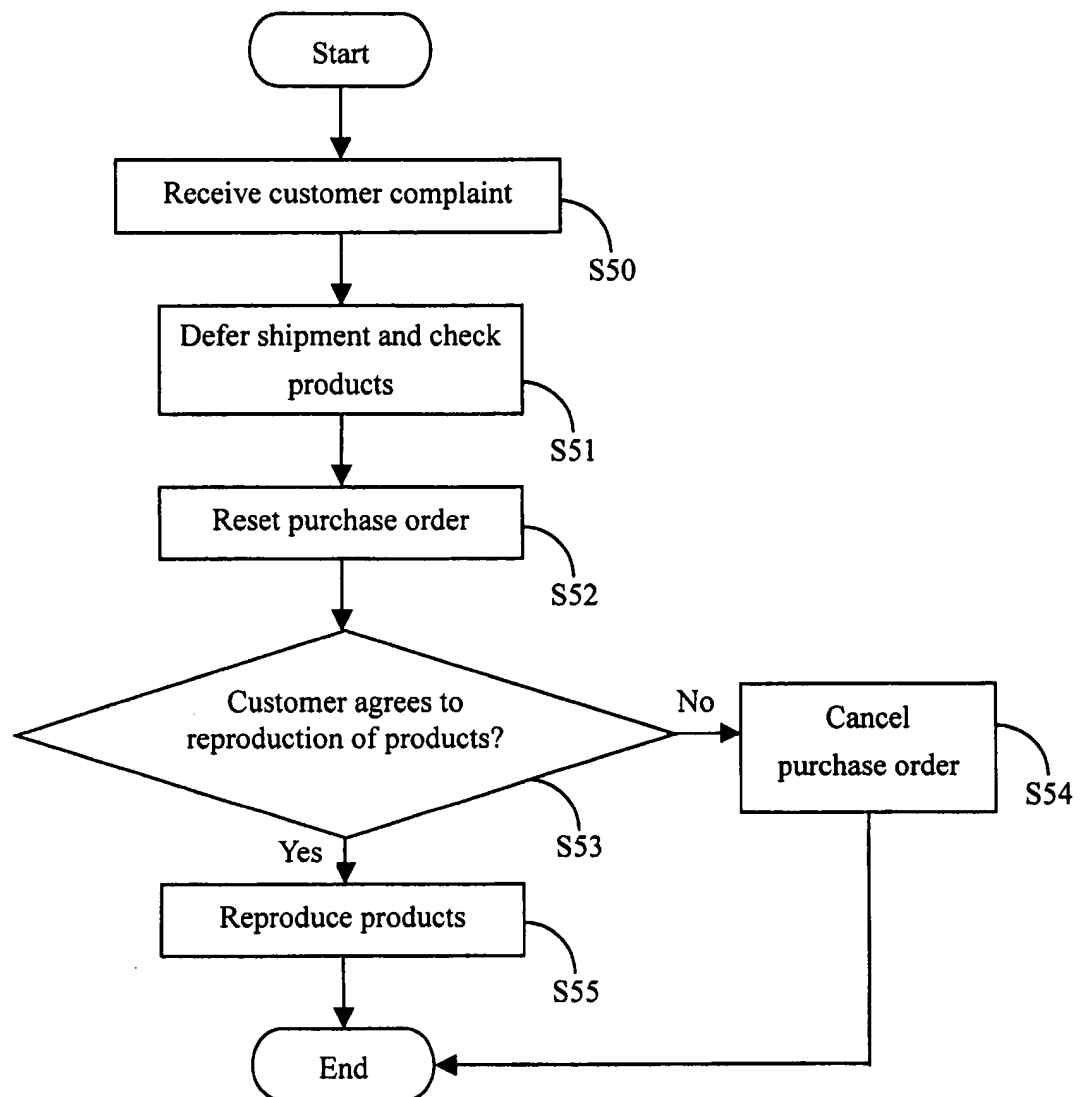 Start
Receive customer complaint
S50
Defer shipment and check
products
S51
Reset purchase order
S52
Customer agrees to
reproduction of products?
S53
No
Cancel
purchase order
S54
Yes
Reproduce products
S55
End